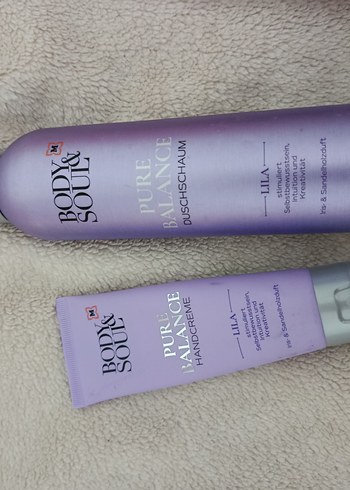 M
BODY
& SOUL
PURE
BALANCE
DUSCHSCHAUM
LILA
stimuliert
Selbstbewusstsein,
Intuition und
Kreativität
Iris- & Sandelholzduft
M
BODY
& SOUL
PURE
BALANCE
HANDCREME
LILA
stimuliert
Selbstbewusstsein,
Intuition und
Kreativität
Iris- & Sandelholzduft